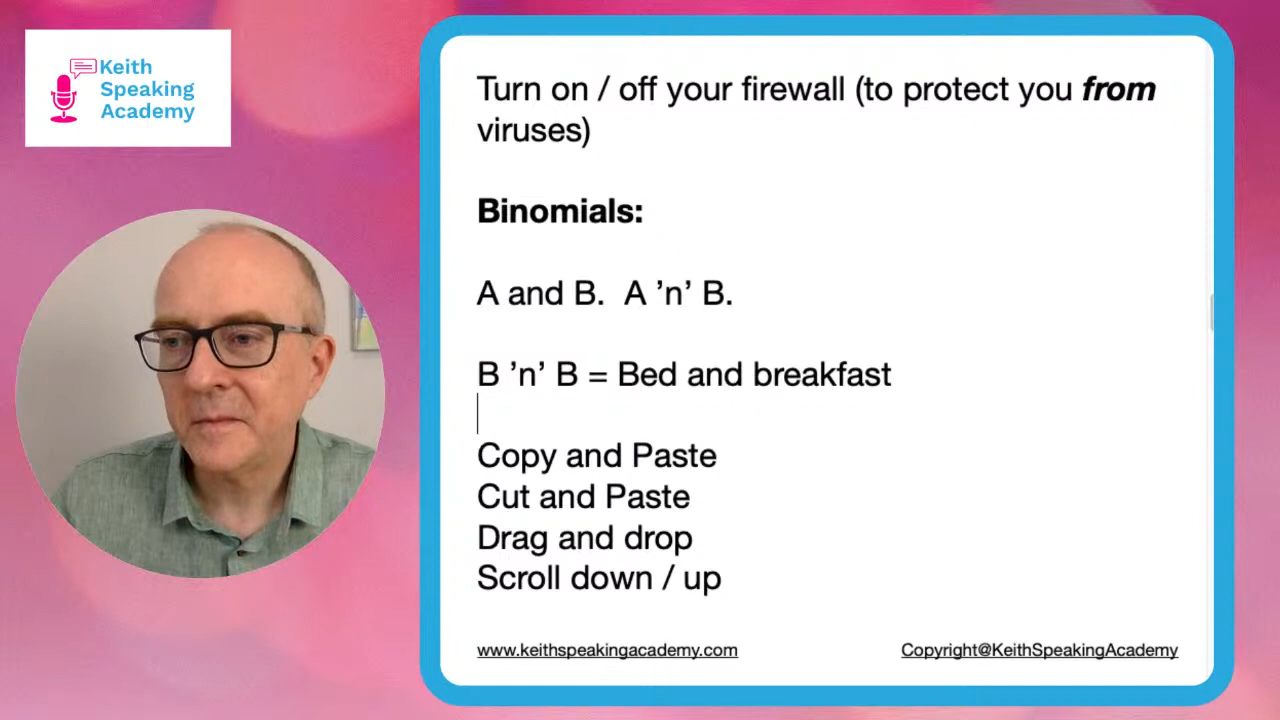 Keith
Speaking
Academy
Turn on / off your firewall (to protect you from
viruses)
Binomials:
A and B.  A ’n’ B.
B ’n’ B = Bed and breakfast
Copy and Paste
Cut and Paste
Drag and drop
Scroll down / up
www.keithspeakingacademy.com
Copyright@KeithSpeakingAcademy